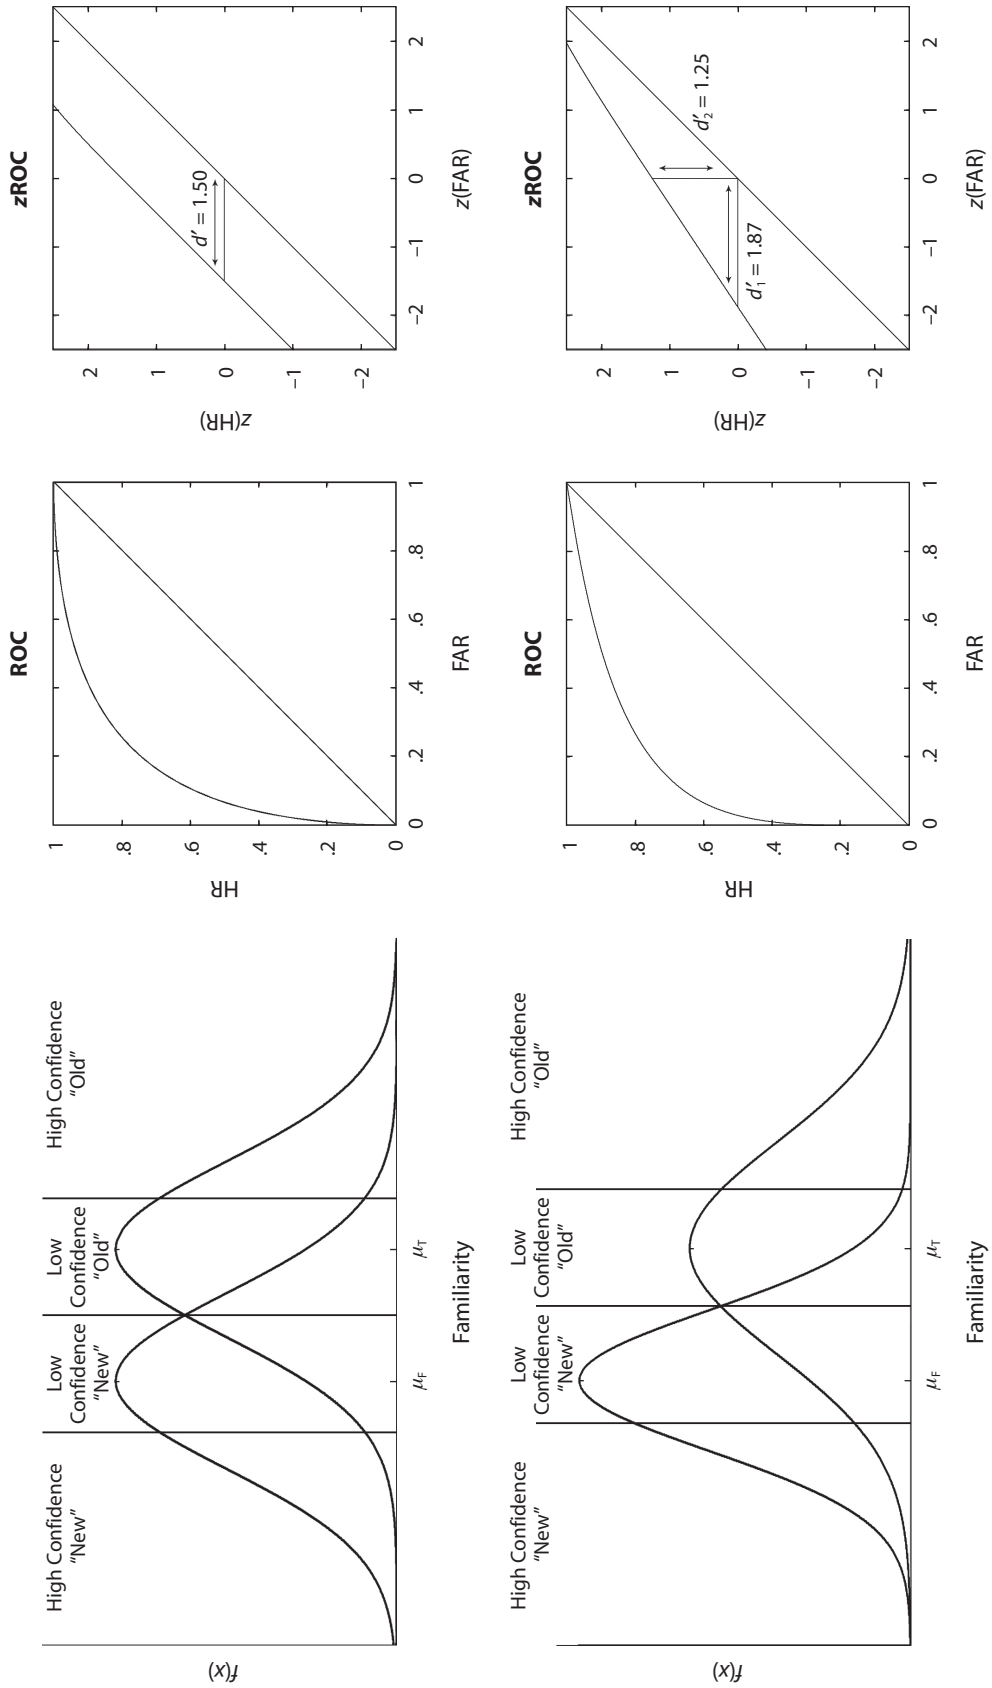 High Confidence
“New”
Low
Confidence
“New”
Low
Confidence
“Old”
High Confidence
“Old”
f(x)
μF
μT
Familiarity
ROC
HR
1
.8
.6
.4
.2
0
0
.2
.4
.6
.8
1
FAR
zROC
z(HR)
2
1
0
−1
−2
d′ = 1.50
−2
−1
0
1
2
z(FAR)
High Confidence
“New”
Low
Confidence
“New”
Low
Confidence
“Old”
High Confidence
“Old”
f(x)
μF
μT
Familiarity
ROC
HR
1
.8
.6
.4
.2
0
0
.2
.4
.6
.8
1
FAR
zROC
z(HR)
2
1
0
−1
−2
d′2 = 1.25
d′1 = 1.87
−2
−1
0
1
2
z(FAR)